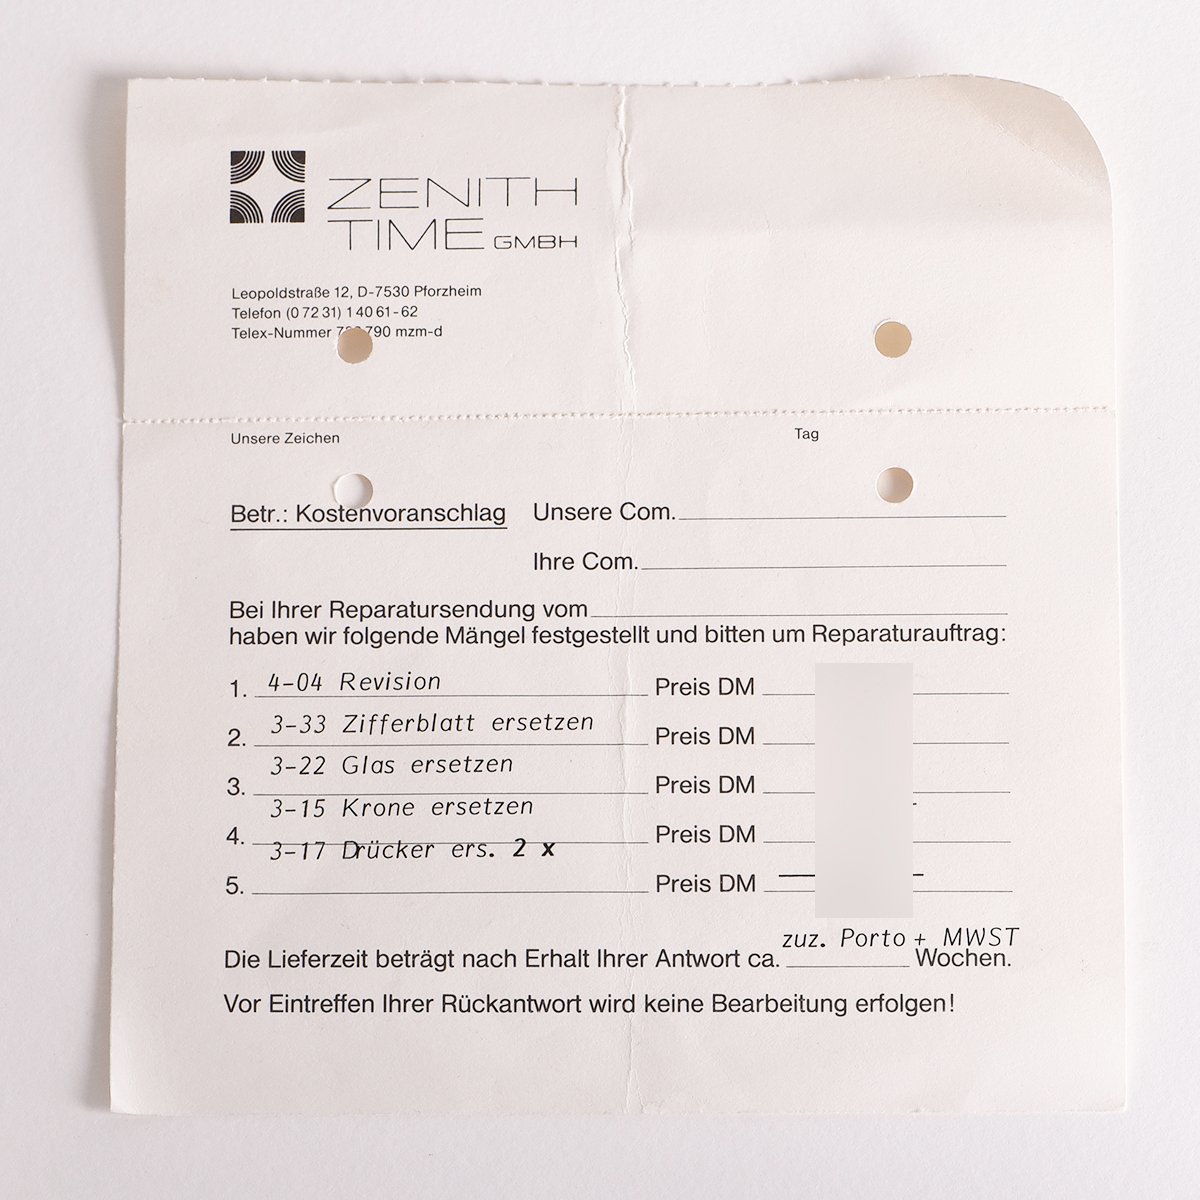 ZENITH
TIME GMBH
Leopoldstraße 12, D-7530 Pforzheim
Telefon (0 72 31) 1 40 61-62
Telex-Nummer 790 mzm-d
Unsere Zeichen
Tag
Betr.: Kostenvoranschlag Unsere Com.
Ihre Com.
Bei Ihrer Reparatursendung vom
haben wir folgende Mängel festgestellt und bitten um Reparaturauftrag:
1. 4-04 Revision Preis DM
2. 3-33 Zifferblatt ersetzen Preis DM
3. 3-22 Glas ersetzen Preis DM
3-15 Krone ersetzen
4. 3-17 Drücker ers. 2 x Preis DM
5. Preis DM
zuz. Porto + MWST
Die Lieferzeit beträgt nach Erhalt Ihrer Antwort ca. Wochen.
Vor Eintreffen Ihrer Rückantwort wird keine Bearbeitung erfolgen!